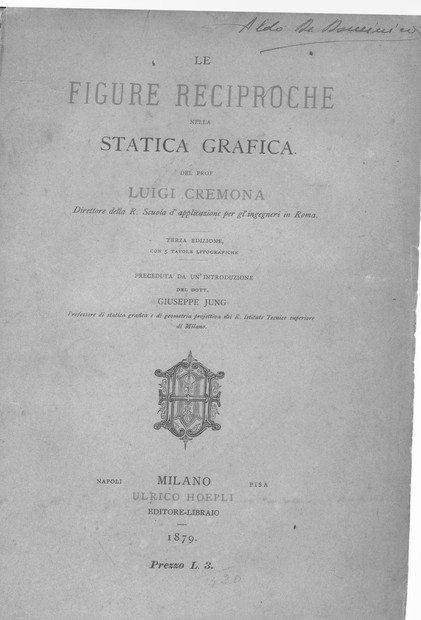 Aldo De
LE
FIGURE RECIPROCHE
NELLA
STATICA GRAFICA.
DEL PROF
LUIGI CREMONA
Direttore della R. Scuola d'applicazione per gl'ingegneri in Roma.
TERZA EDIZIONE,
CON 5 TAVOLE LITOGRAFICHE
PRECEDUTA DA UN'INTRODUZIONE
DEL DOTT.
GIUSEPPE JUNG
Professore di statica grafica e di geometria projettiva del R. Istituto Tecnico superiore
di Milano.
NAPOLI MILANO PISA
ULRICO HOEPLI
EDITORE-LIBRAIO
1879.
Prezzo L. 3.